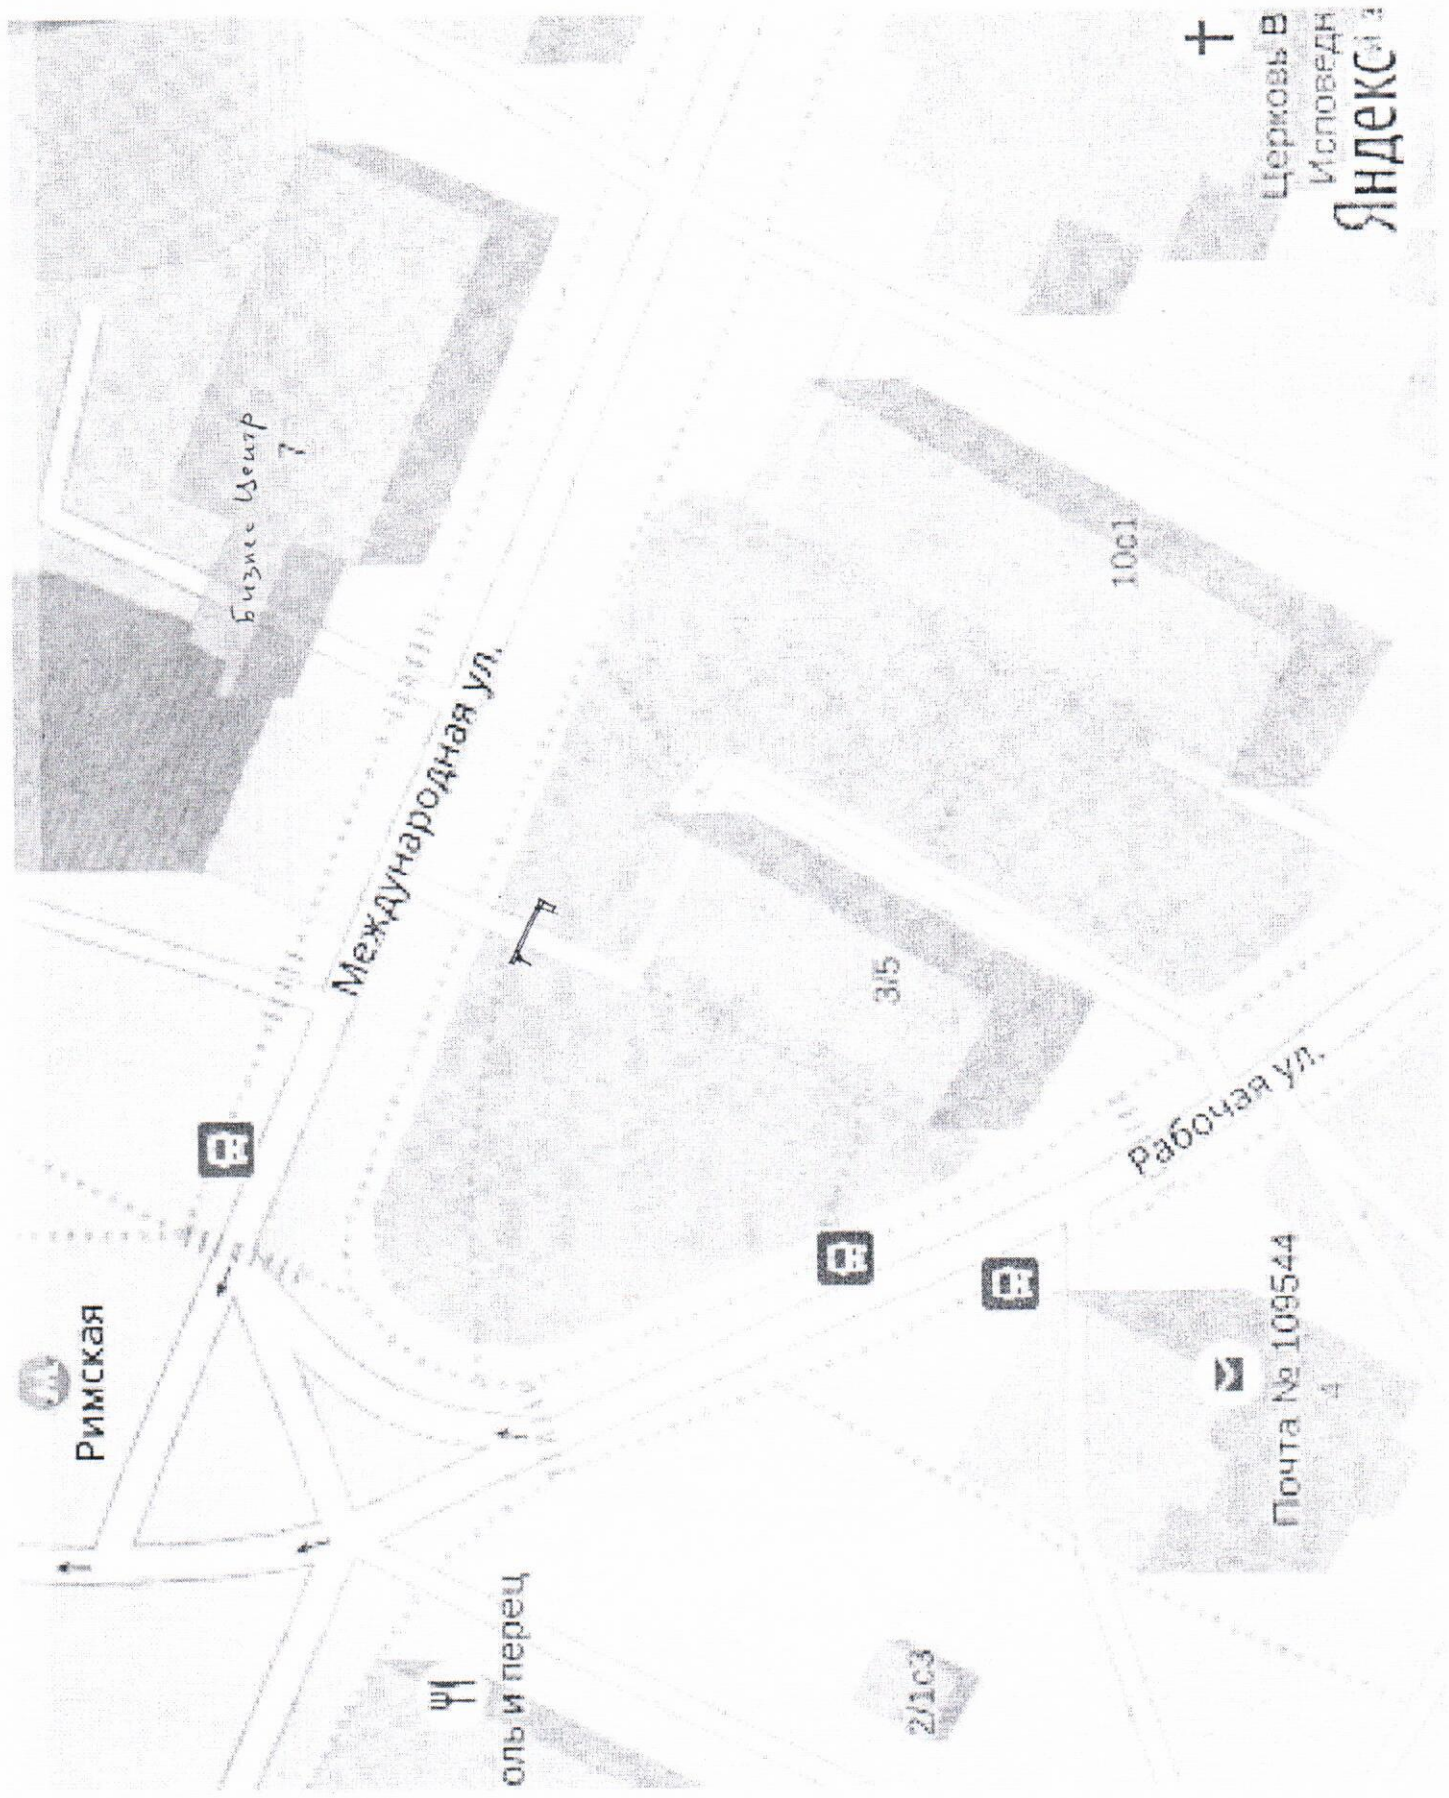 Римская
Бизнес Центр
7
Международная ул.
оль и перец
3/5
2/1с3
10с1
Рабочая ул.
Почта № 109544
4
Церковь В
Исповедн
Яндекс